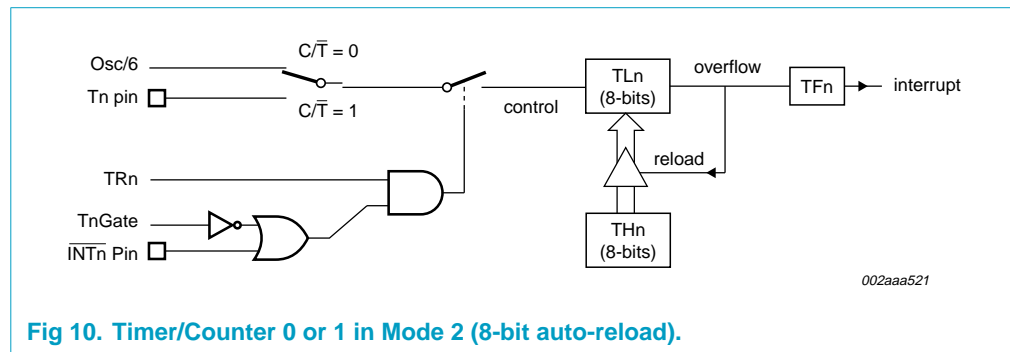 Osc/6
C/T̅ = 0
Tn pin
C/T̅ = 1
control
TLn
(8-bits)
overflow
TFn
interrupt
reload
TRn
TnGate
I̅N̅T̅n̅ Pin
THn
(8-bits)
002aaa521
Fig 10. Timer/Counter 0 or 1 in Mode 2 (8-bit auto-reload).